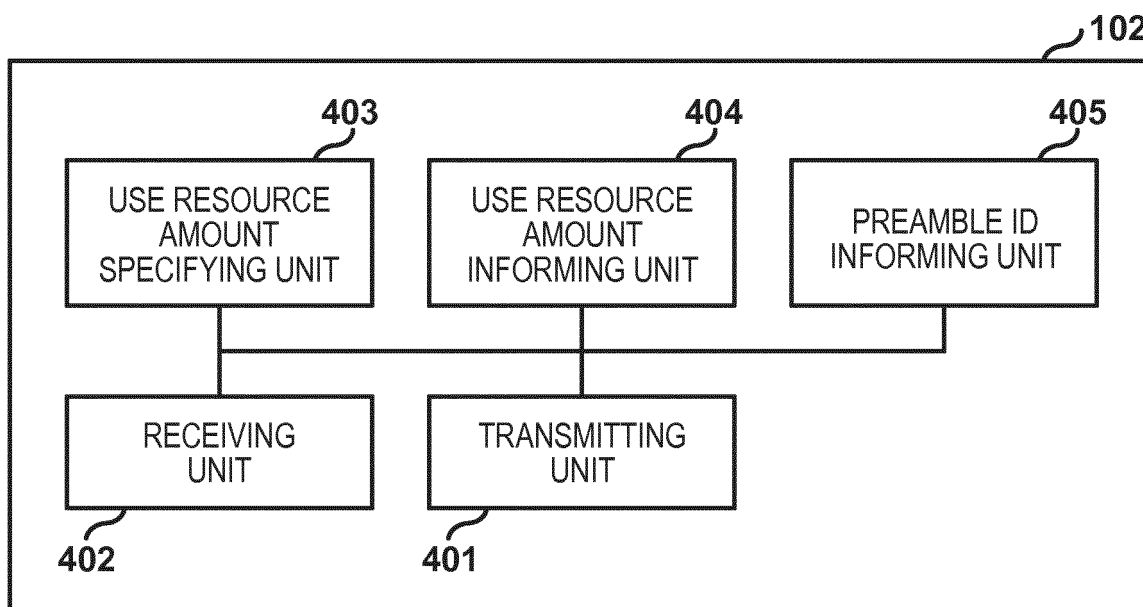 102
403
404
405
USE RESOURCE
AMOUNT
SPECIFYING UNIT
USE RESOURCE
AMOUNT
INFORMING UNIT
PREAMBLE ID
INFORMING UNIT
RECEIVING
UNIT
TRANSMITTING
UNIT
402
401